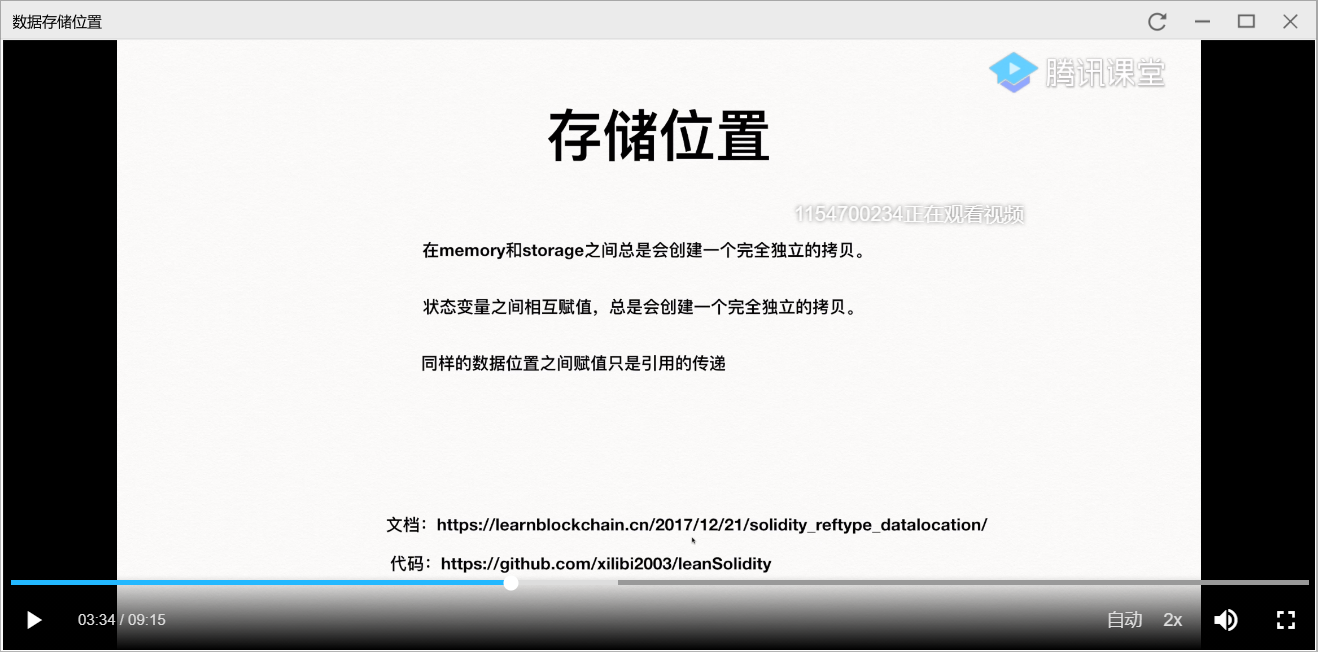 数据存储位置
腾讯课堂
存储位置
1154700234正在观看视频
在memory和storage之间总是会创建一个完全独立的拷贝。
状态变量之间相互赋值，总是会创建一个完全独立的拷贝。
同样的数据位置之间赋值只是引用的传递
文档：https://learnblockchain.cn/2017/12/21/solidity_reftype_datalocation/
代码：https://github.com/xilibi2003/leanSolidity
03:34 / 09:15
自动 2x